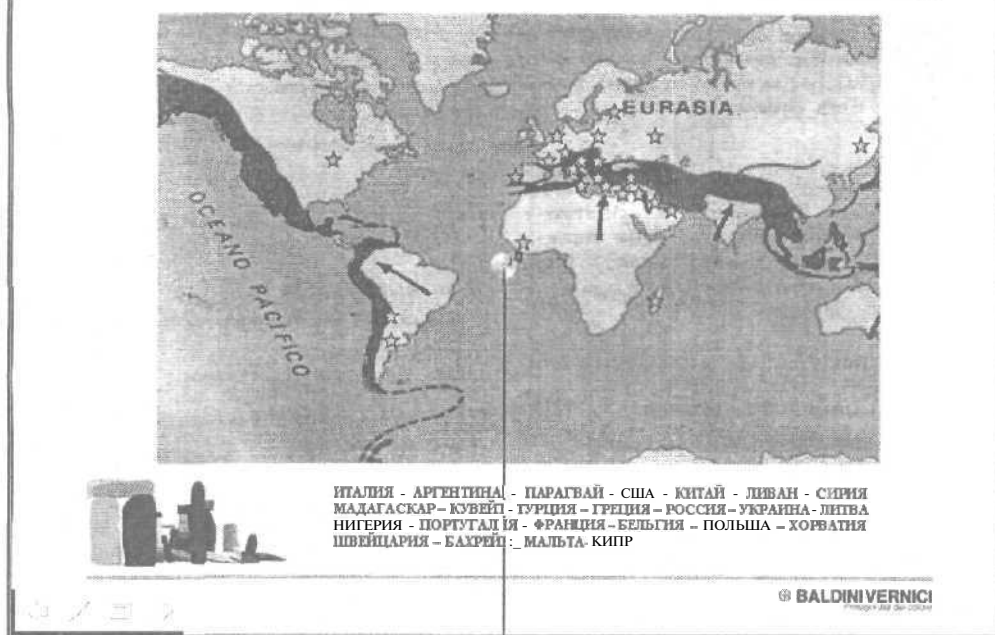 EURASIA
OCEANO PACIFICO
ИТАЛИЯ - АРГЕНТИНА - ПАРАГВАЙ - США - КИТАЙ - ЛИВАН - СИРИЯ
МАДАГАСКАР – КУВЕЙТ - ТУРЦИЯ – ГРЕЦИЯ – РОССИЯ – УКРАИНА - ЛИТВА
НИГЕРИЯ - ПОРТУГАЛИЯ - ФРАНЦИЯ – БЕЛЬГИЯ – ПОЛЬША – ХОРВАТИЯ
ШВЕЙЦАРИЯ – БАХРЕЙН – МАЛЬТА - КИПР
BALDINI VERNICI